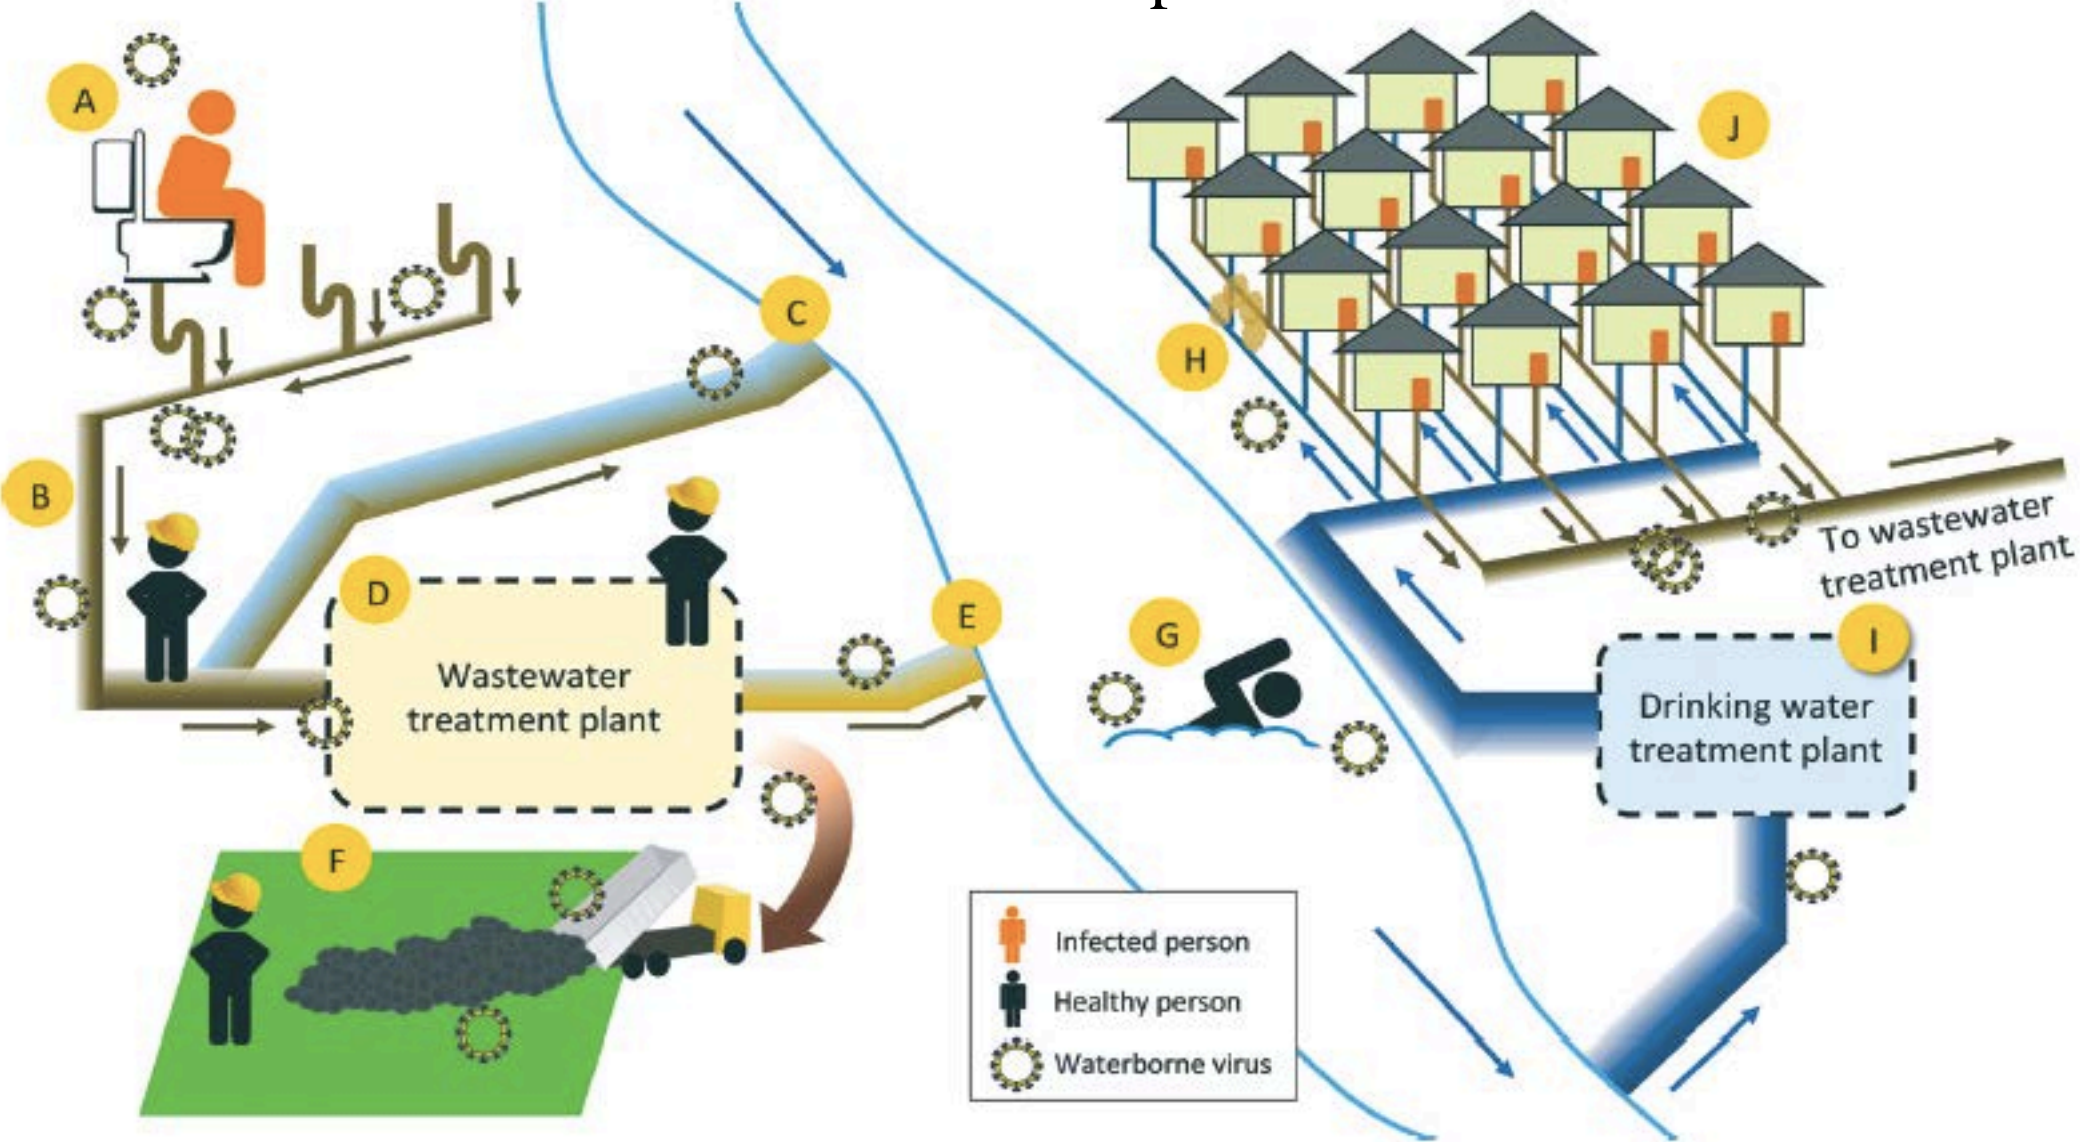 A
J
C
H
B
To wastewater
treatment plant
D
E
G
I
Wastewater
treatment plant
Drinking water
treatment plant
F
Infected person
Healthy person
Waterborne virus